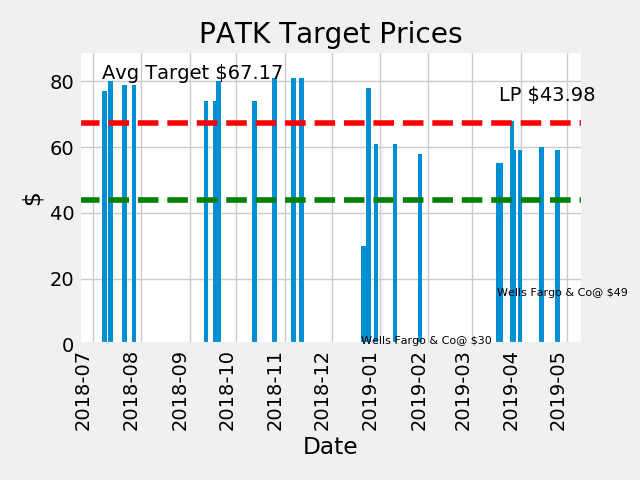 PATK Target Prices
Avg Target $67.17
LP $43.98
80
60
40
20
0
$
Wells Fargo & Co@ $49
Wells Fargo & Co@ $30
2018-07
2018-08
2018-09
2018-10
2018-11
2018-12
2019-01
2019-02
2019-03
2019-04
2019-05
Date